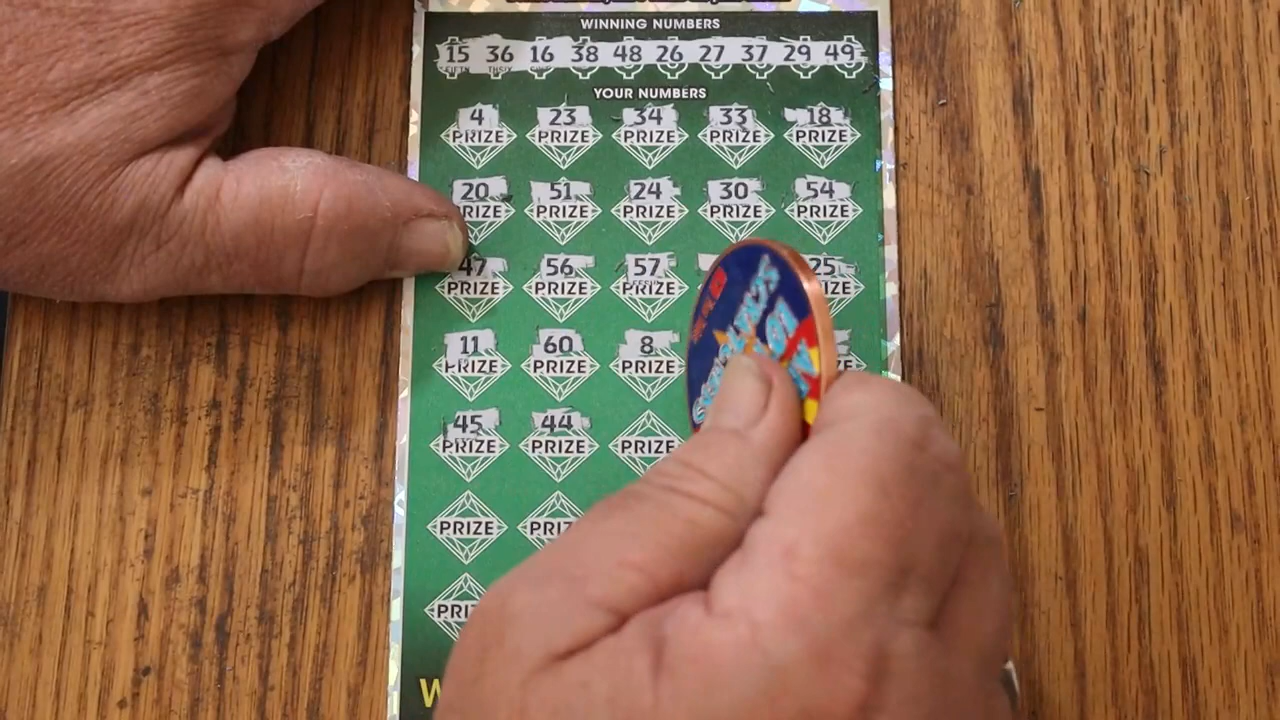 WINNING NUMBERS
15 36 16 38 48 26 27 37 29 49
YOUR NUMBERS
4 23 34 33 18
PRIZE PRIZE PRIZE PRIZE PRIZE
20 51 24 30 54
PRIZE PRIZE PRIZE PRIZE PRIZE
47 56 57 25
PRIZE PRIZE PRIZE
11 60 8
PRIZE PRIZE PRIZE
45 44
PRIZE PRIZE PRIZE
PRIZE